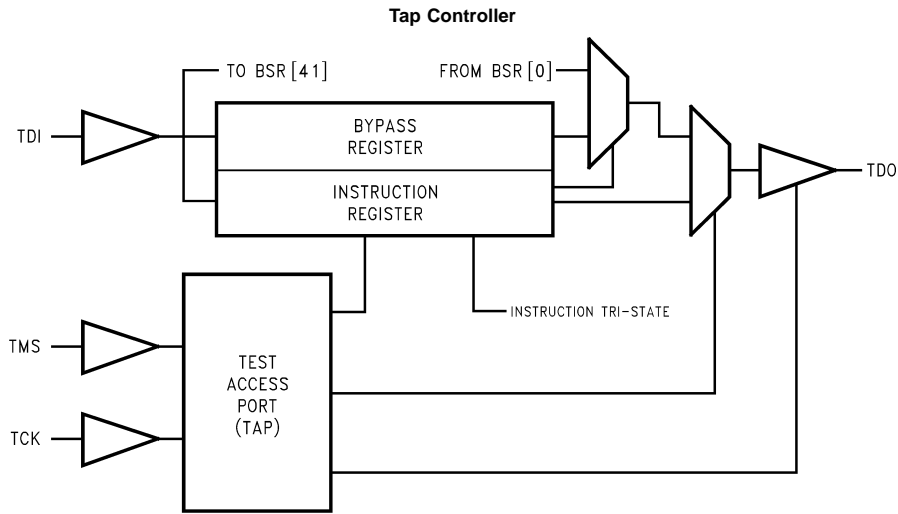 Tap Controller
TO BSR [41]
FROM BSR [0]
TDI
BYPASS
REGISTER
INSTRUCTION
REGISTER
TDO
INSTRUCTION TRI-STATE
TMS
TEST
ACCESS
PORT
(TAP)
TCK